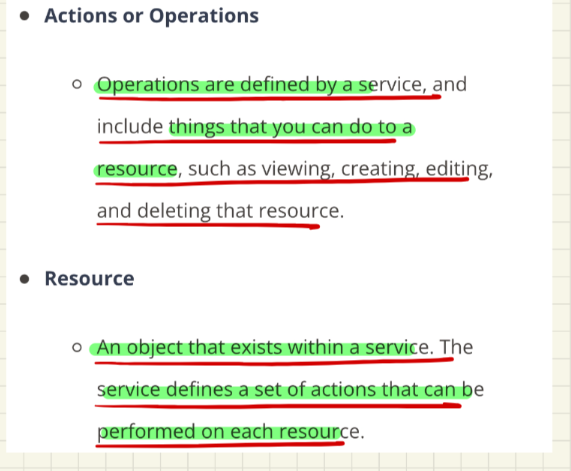 Actions or Operations
Operations are defined by a service, and
include things that you can do to a
resource, such as viewing, creating, editing,
and deleting that resource.
Resource
An object that exists within a service. The
service defines a set of actions that can be
performed on each resource.